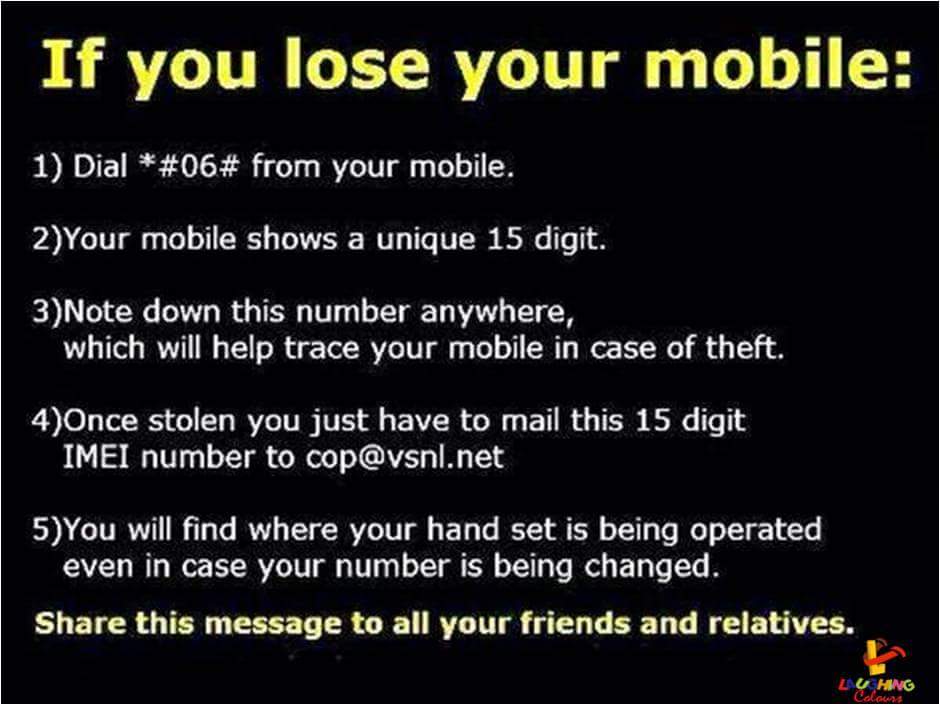 If you lose your mobile:
1) Dial *#06# from your mobile.
2)Your mobile shows a unique 15 digit.
3)Note down this number anywhere,
which will help trace your mobile in case of theft.
4)Once stolen you just have to mail this 15 digit
IMEI number to cop@vsnl.net
5)You will find where your hand set is being operated
even in case your number is being changed.
Share this message to all your friends and relatives.
LAUGHING
Colours